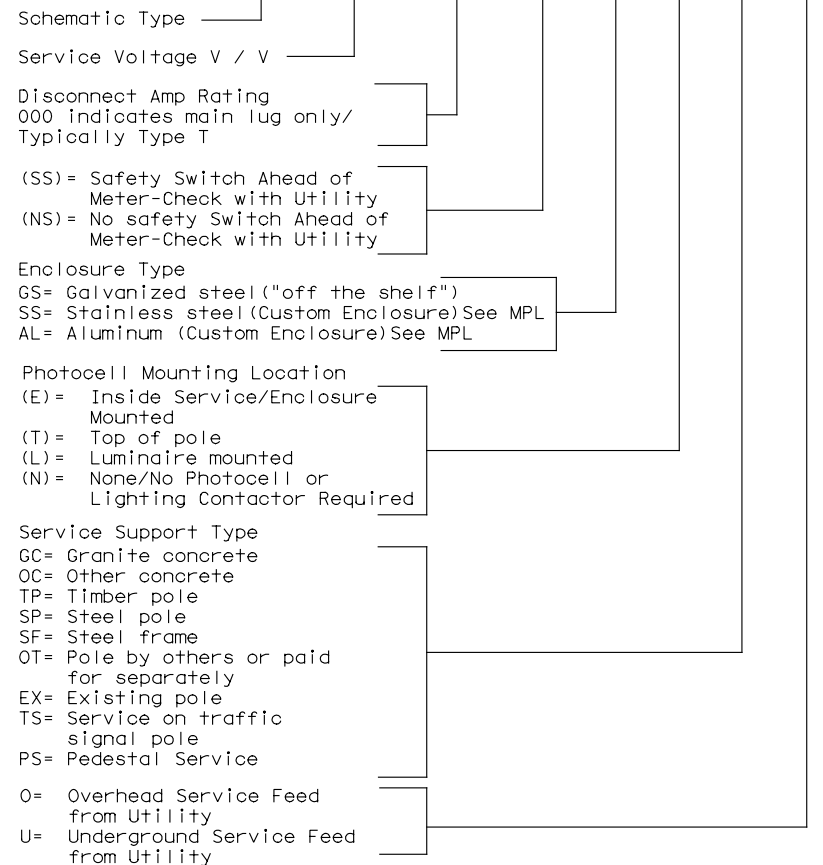 Schematic Type
Service Voltage V / V
Disconnect Amp Rating
000 indicates main lug only/
Typically Type T
(SS)= Safety Switch Ahead of
Meter-Check with Utility
(NS)= No safety Switch Ahead of
Meter-Check with Utility
Enclosure Type
GS= Galvanized steel("off the shelf")
SS= Stainless steel(Custom Enclosure)See MPL
AL= Aluminum (Custom Enclosure)See MPL
Photocell Mounting Location
(E)= Inside Service/Enclosure
Mounted
(T)= Top of pole
(L)= Luminaire mounted
(N)= None/No Photocell or
Lighting Contactor Required
Service Support Type
GC= Granite concrete
OC= Other concrete
TP= Timber pole
SP= Steel pole
SF= Steel frame
OT= Pole by others or paid
for separately
EX= Existing pole
TS= Service on traffic
signal pole
PS= Pedestal Service
O= Overhead Service Feed
from Utility
U= Underground Service Feed
from Utility